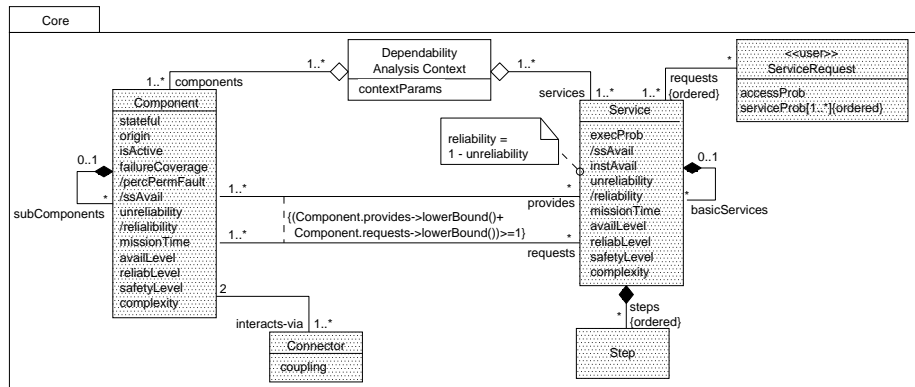 Core
Dependability
Analysis Context
contextParams
1..*
1..*
1..*
components
services
1..*
<<user>>
ServiceRequest
accessProb
serviceProb[1..*]{ordered}
*
requests
{ordered}
1..*
Component
stateful
origin
isActive
failureCoverage
/percPermFault
/ssAvail
unreliability
/relialibility
missionTime
availLevel
reliabLevel
safetyLevel
complexity
0..1
*
subComponents
reliability =
1 - unreliability
Service
execProb
/ssAvail
instAvail
unreliability
/reliability
missionTime
availLevel
reliabLevel
safetyLevel
complexity
0..1
*
basicServices
1..*
*
provides
{(Component.provides->lowerBound()+
Component.requests->lowerBound())>=1}
1..*
*
requests
2
interacts-via
1..*
Connector
coupling
steps
*
{ordered}
Step